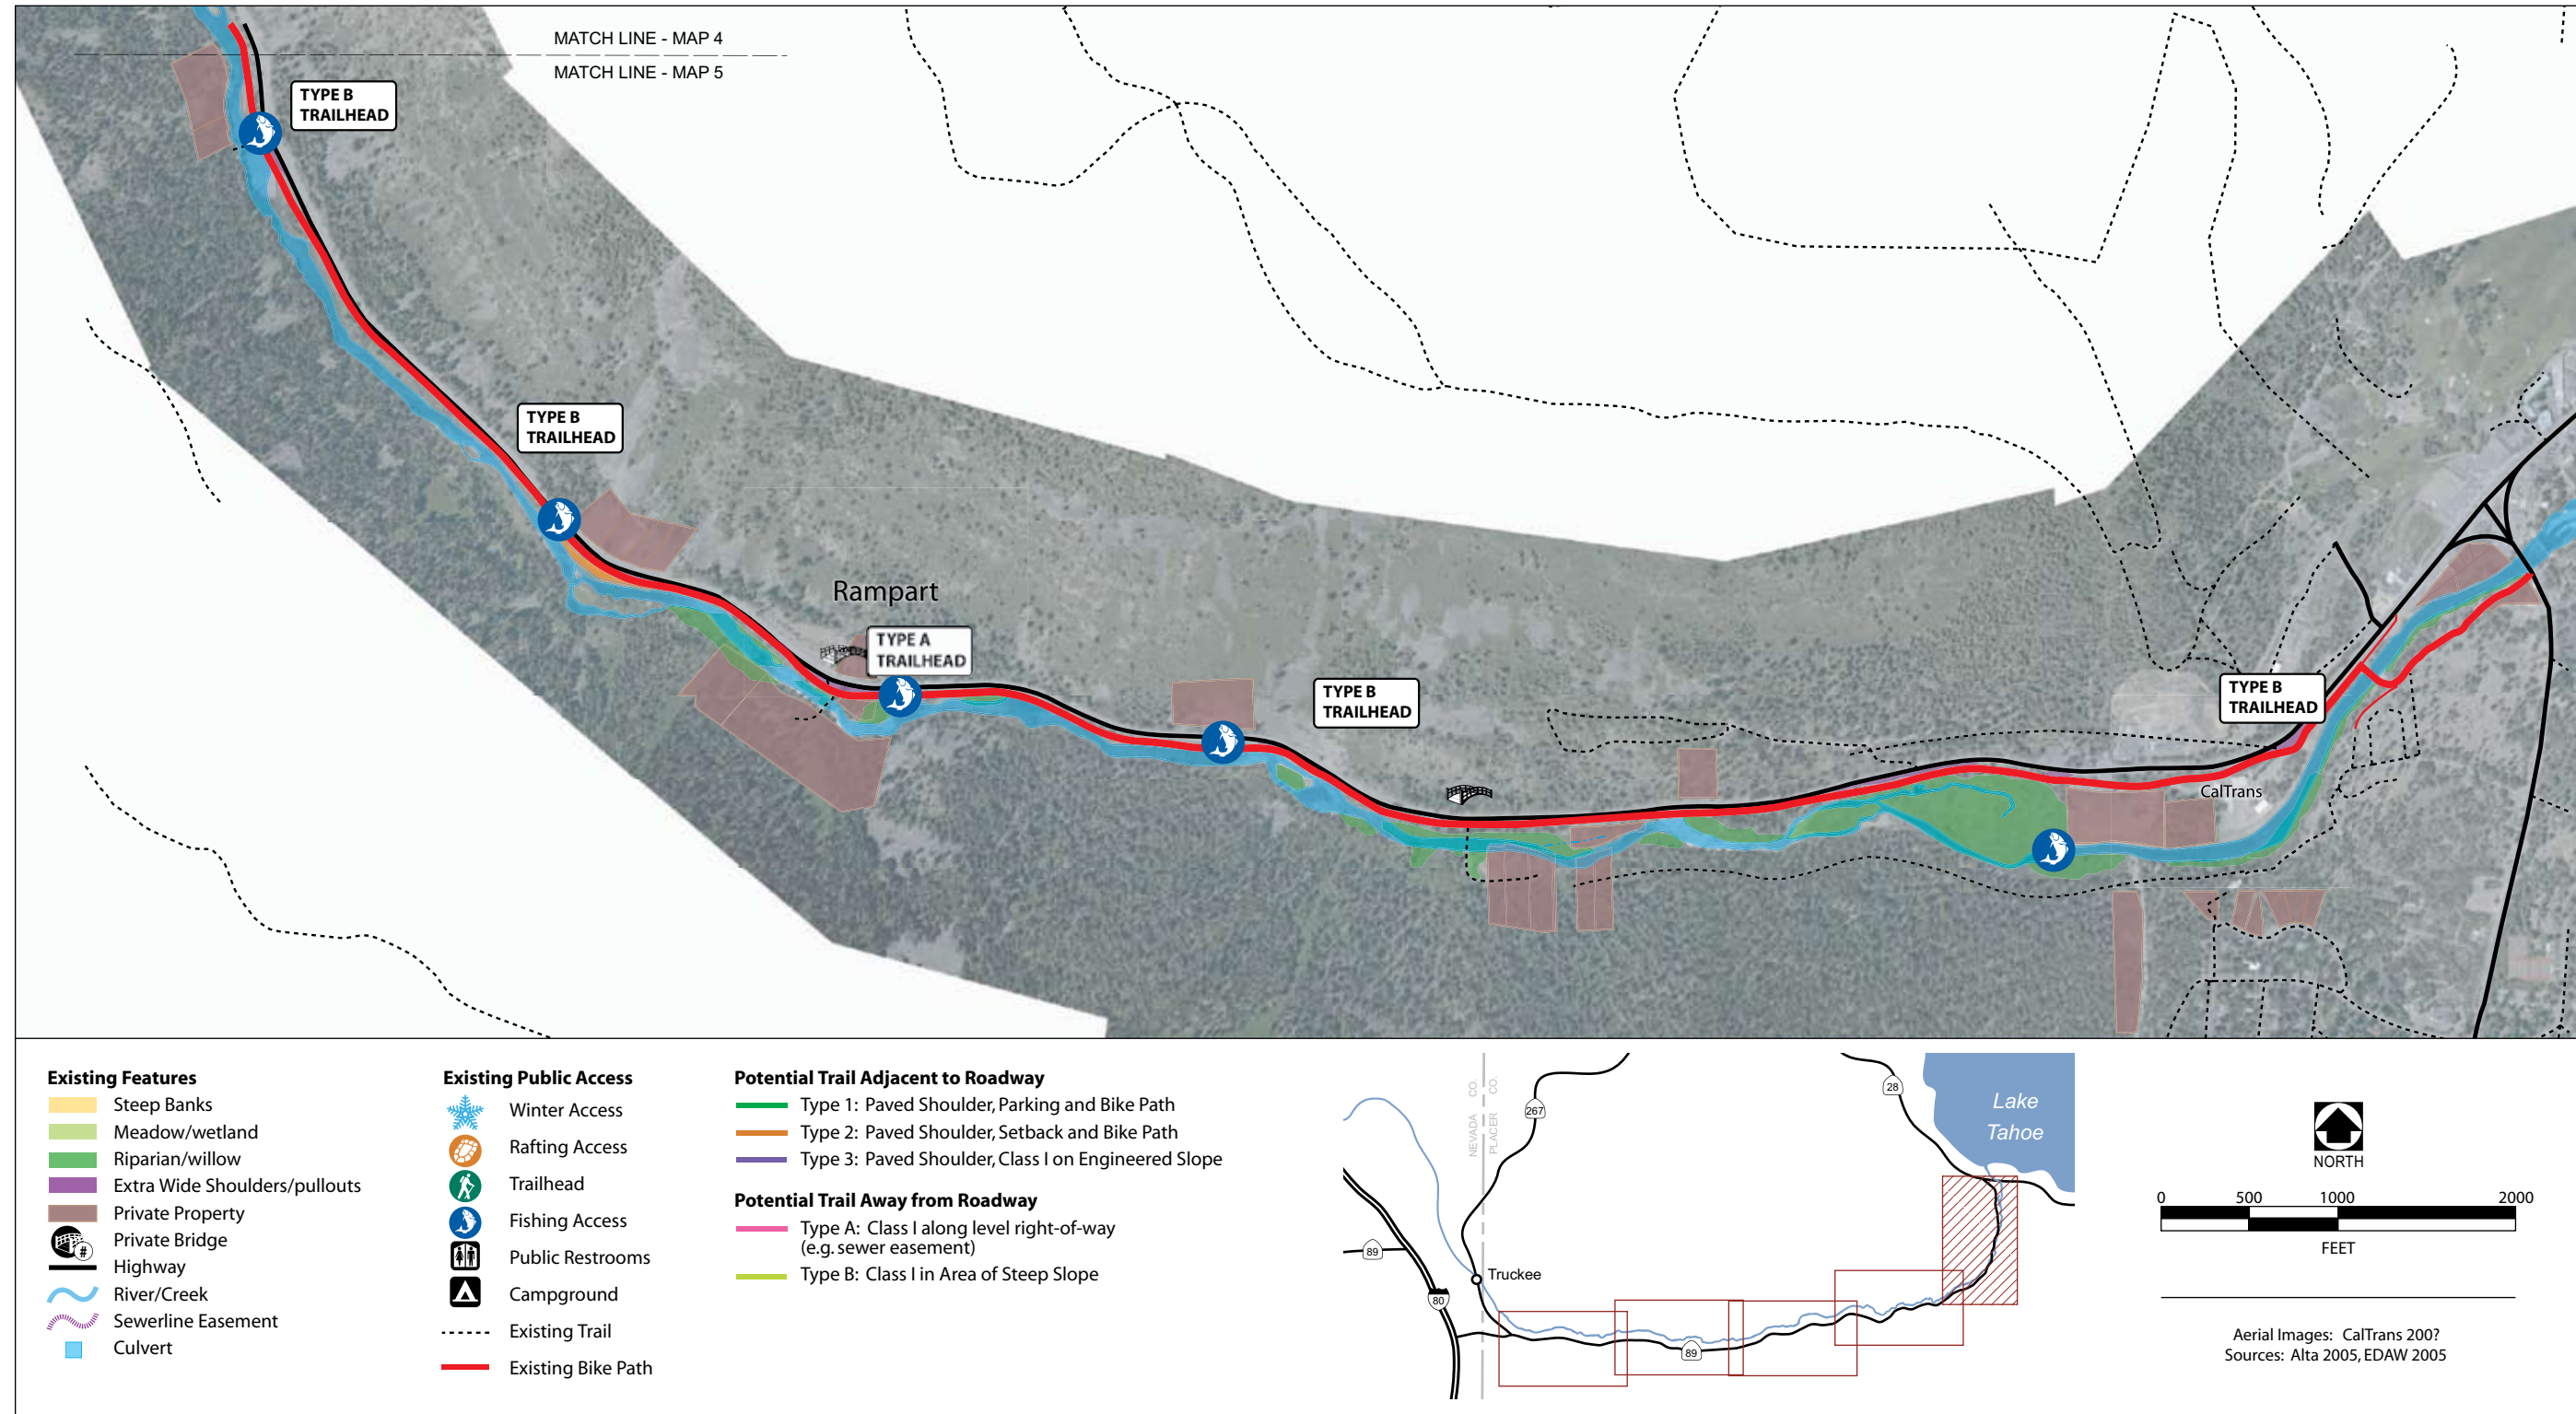 MATCH LINE - MAP 4
MATCH LINE - MAP 5
TYPE B
TRAILHEAD
TYPE B
TRAILHEAD
Rampart
TYPE A
TRAILHEAD
TYPE B
TRAILHEAD
TYPE B
TRAILHEAD
CalTrans
Existing Features
Steep Banks
Meadow/wetland
Riparian/willow
Extra Wide Shoulders/pullouts
Private Property
#
Private Bridge
Highway
River/Creek
Sewerline Easement
Culvert
Existing Public Access
Winter Access
Rafting Access
Trailhead
Fishing Access
Public Restrooms
Campground
Existing Trail
Existing Bike Path
Potential Trail Adjacent to Roadway
Type 1: Paved Shoulder, Parking and Bike Path
Type 2: Paved Shoulder, Setback and Bike Path
Type 3: Paved Shoulder, Class I on Engineered Slope
Potential Trail Away from Roadway
Type A: Class I along level right-of-way
(e.g. sewer easement)
Type B: Class I in Area of Steep Slope
NEVADA CO.
PLACER CO.
267
28
Lake
Tahoe
89
80
Truckee
89
NORTH
0 500 1000 2000
FEET
Aerial Images: CalTrans 200?
Sources: Alta 2005, EDAW 2005